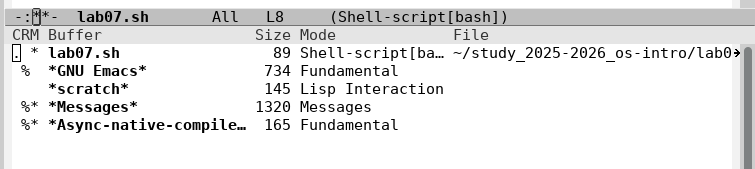 -:**-  lab07.sh       All   L8     (Shell-script[bash])
CRM Buffer                 Size Mode             File
. * lab07.sh                 89 Shell-script[ba… ~/study_2025-2026_os-intro/lab0→
 %  *GNU Emacs*             734 Fundamental
    *scratch*               145 Lisp Interaction
 %* *Messages*             1320 Messages
 %* *Async-native-compile…  165 Fundamental